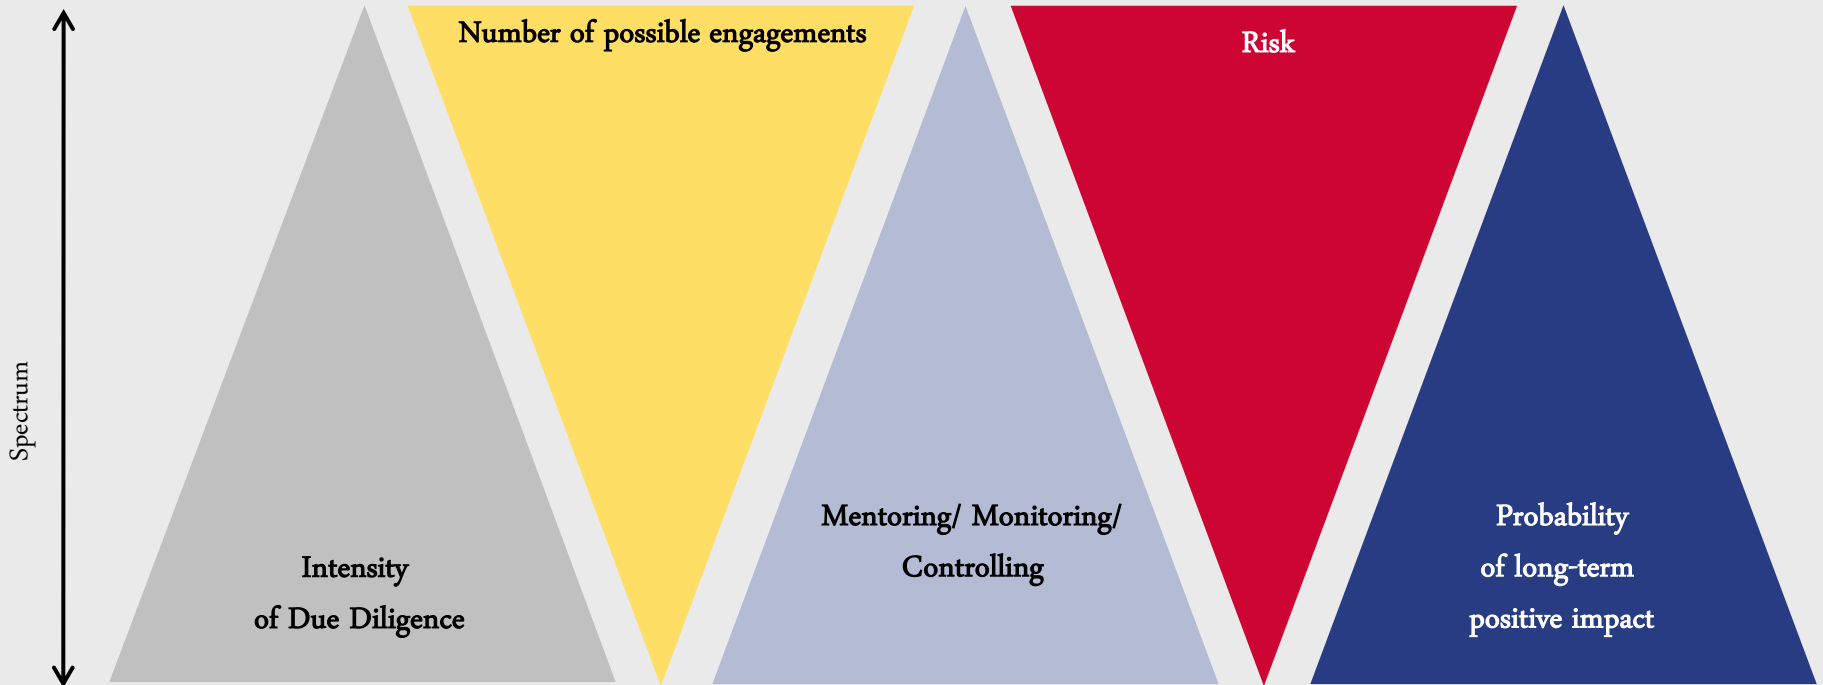 Spectrum
Intensity
of Due Diligence
Number of possible engagements
Mentoring/ Monitoring/
Controlling
Risk
Probability
of long-term
positive impact